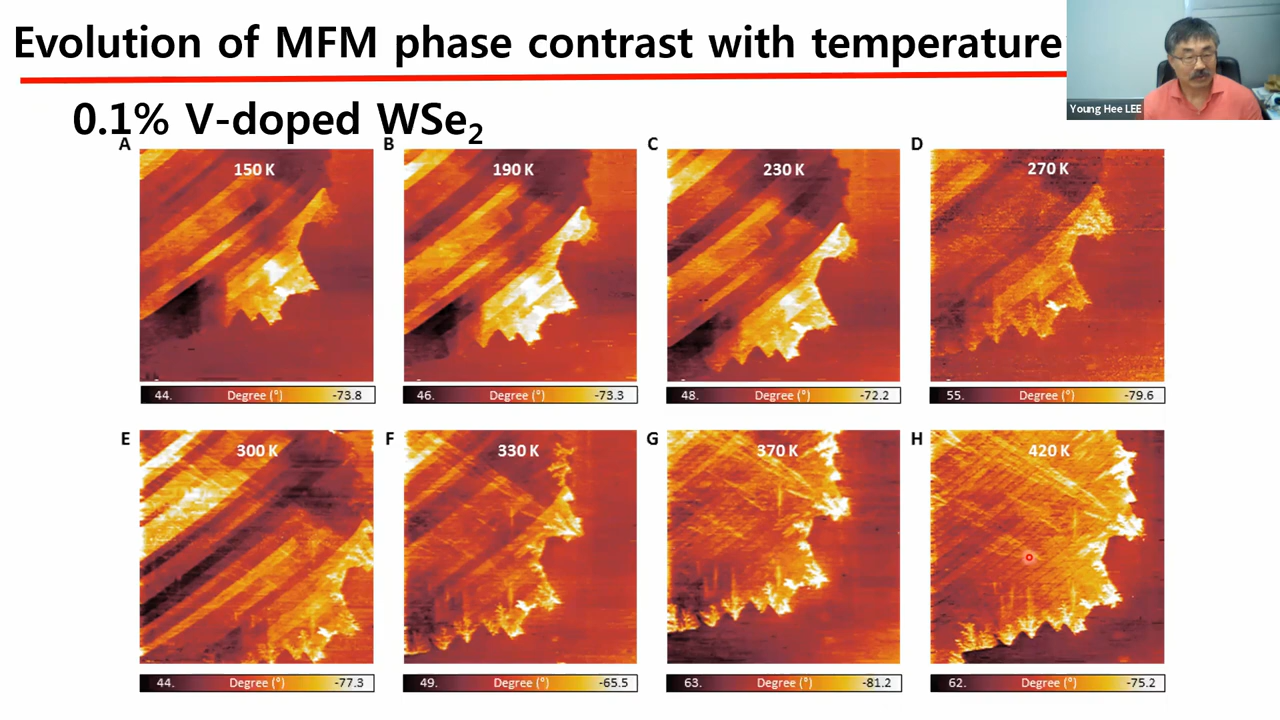 Evolution of MFM phase contrast with temperature
Young Hee LEE
0.1% V-doped WSe₂
A B C D
150 K 190 K 230 K 270 K
44. Degree (°) -73.8 46. Degree (°) -73.3 48. Degree (°) -72.2 55. Degree (°) -79.6
E F G H
300 K 330 K 370 K 420 K
44. Degree (°) -77.3 49. Degree (°) -65.5 63. Degree (°) -81.2 62. Degree (°) -75.2